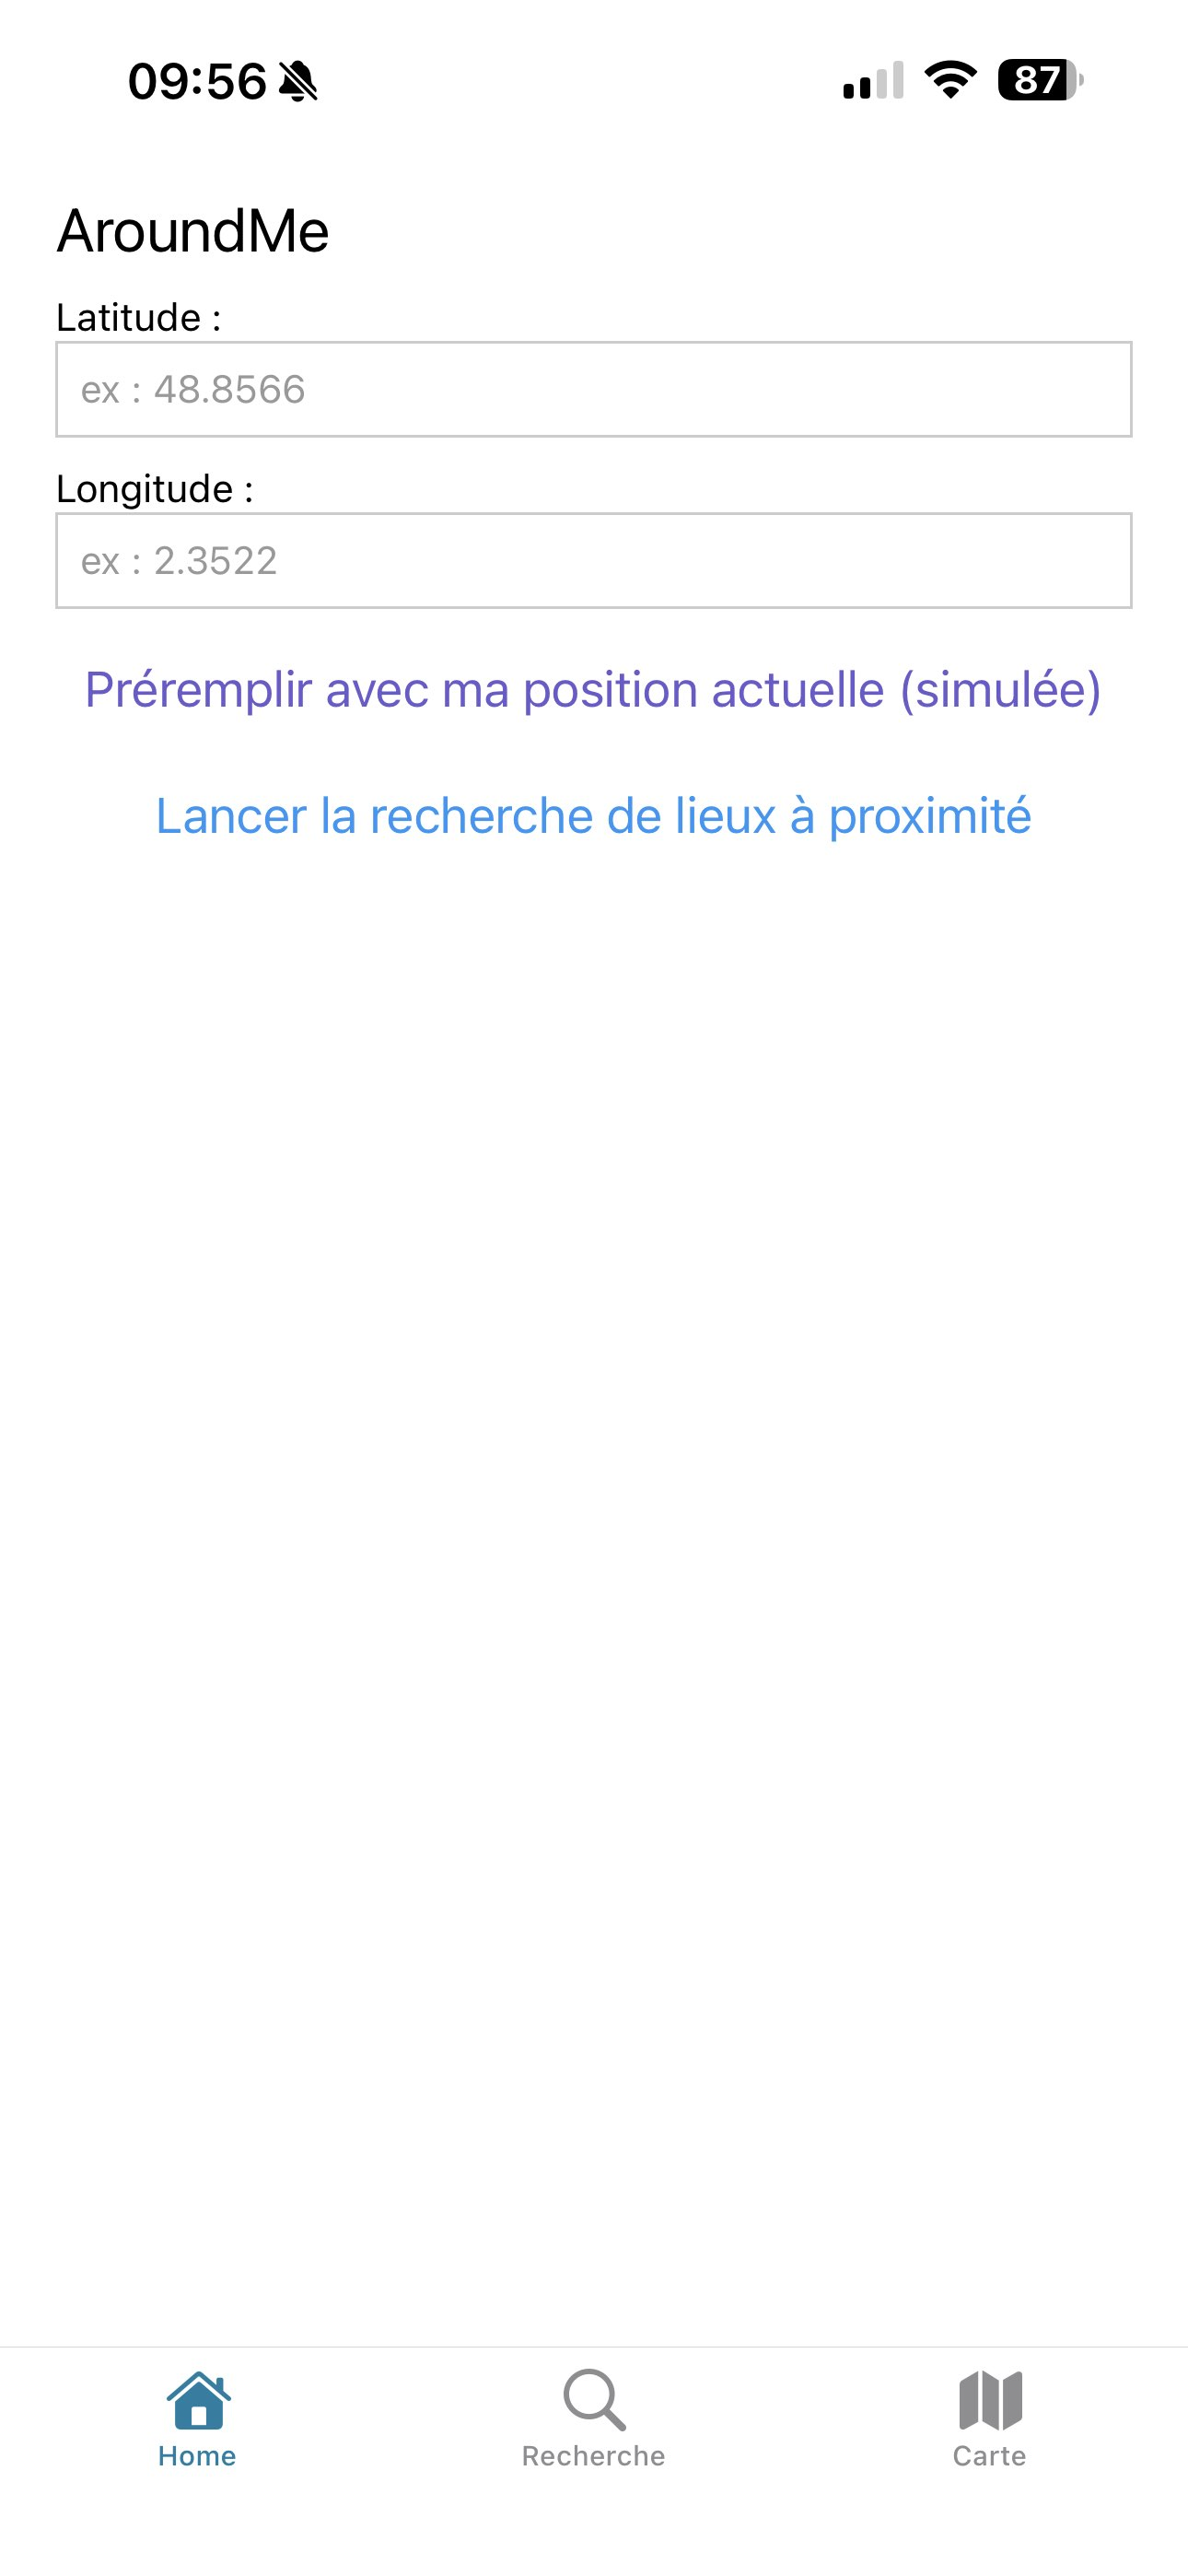 09:56
87
AroundMe
Latitude :
ex : 48.8566
Longitude :
ex : 2.3522
Préremplir avec ma position actuelle (simulée)
Lancer la recherche de lieux à proximité
Home
Recherche
Carte